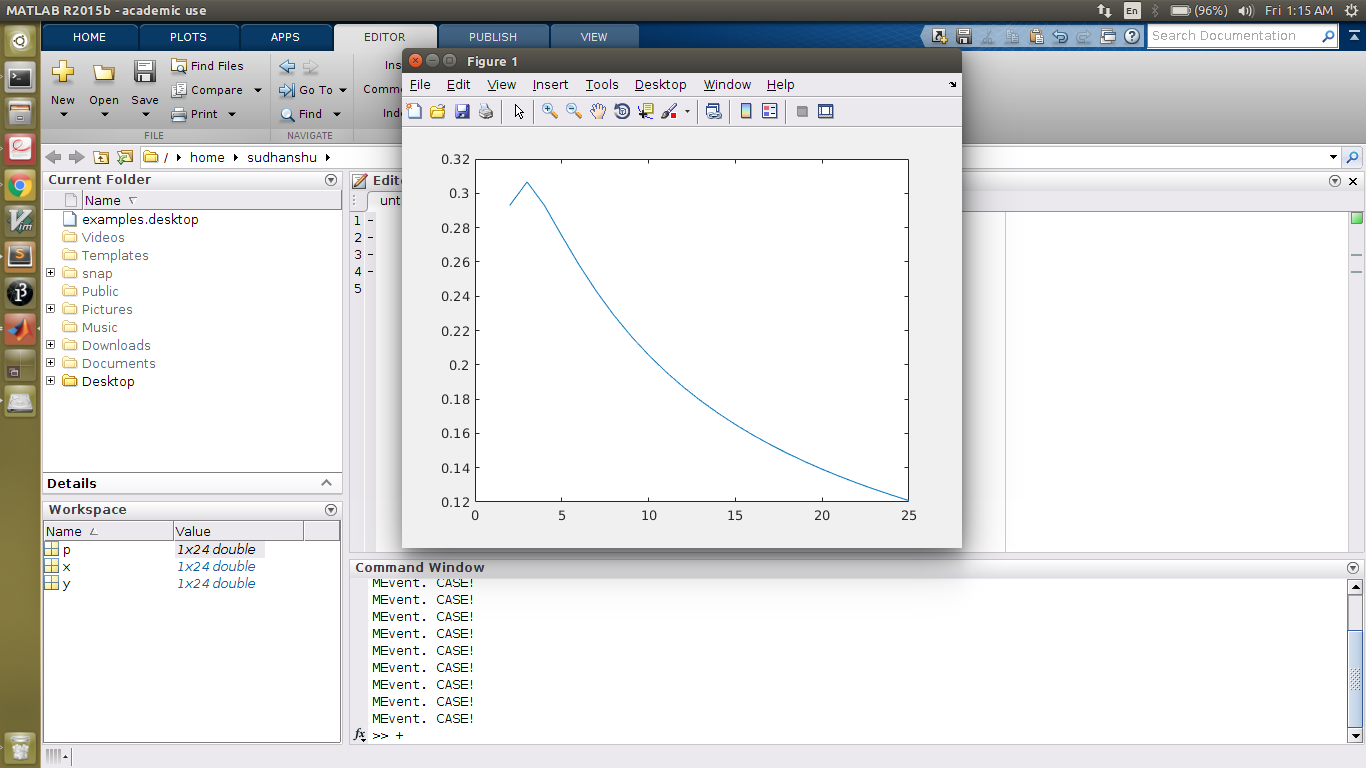 MATLAB R2015b - academic use
En
(96%)
Fri 1:15 AM
HOME
PLOTS
APPS
EDITOR
PUBLISH
VIEW
Search Documentation
New
Open
Save
Find Files
Compare
Print
FILE
Go To
Find
NAVIGATE
Ins
Comm
Ind
/
home
sudhanshu
Current Folder
Name
examples.desktop
Videos
Templates
snap
Public
Pictures
Music
Downloads
Documents
Desktop
Details
Workspace
Name
Value
p
1x24 double
x
1x24 double
y
1x24 double
Edito
unt
1 -
2 -
3 -
4 -
5
Figure 1
File Edit View Insert Tools Desktop Window Help
0.32
0.3
0.28
0.26
0.24
0.22
0.2
0.18
0.16
0.14
0.12
0 5 10 15 20 25
Command Window
MEvent. CASE!
MEvent. CASE!
MEvent. CASE!
MEvent. CASE!
MEvent. CASE!
MEvent. CASE!
MEvent. CASE!
MEvent. CASE!
MEvent. CASE!
fx >> +